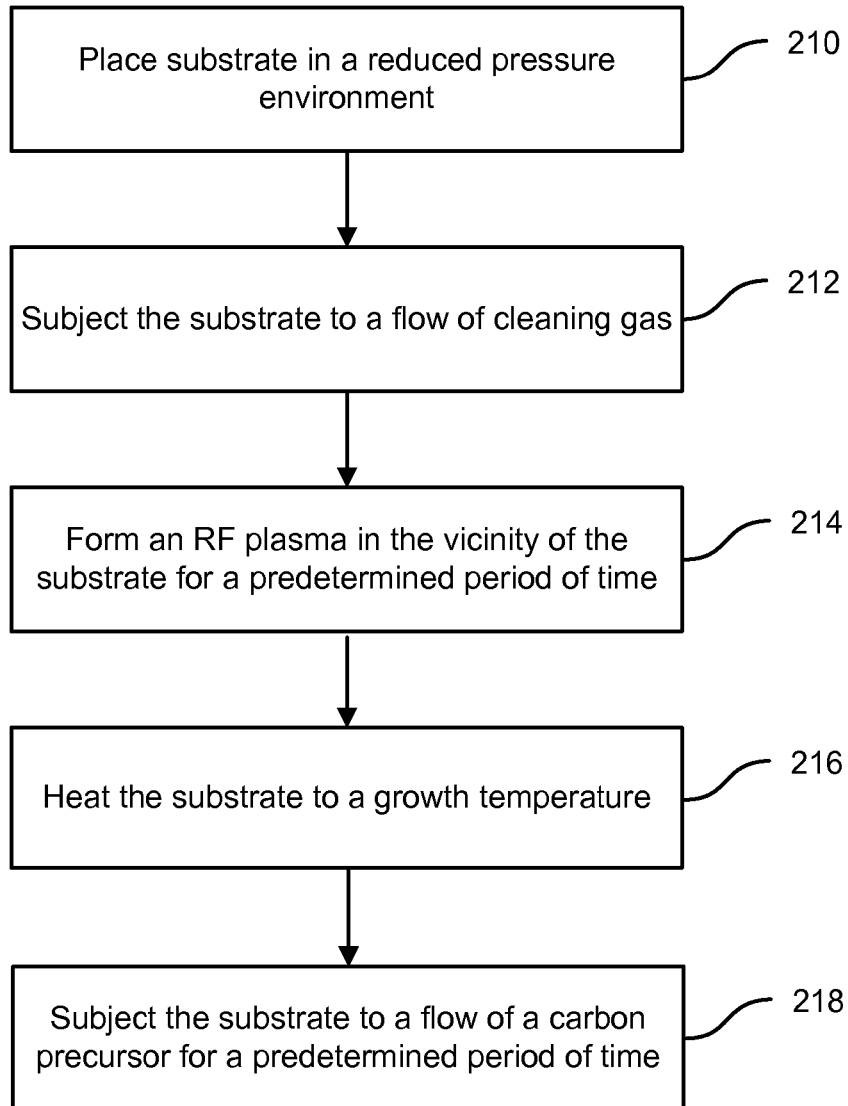 Place substrate in a reduced pressure
environment
210
Subject the substrate to a flow of cleaning gas
212
Form an RF plasma in the vicinity of the
substrate for a predetermined period of time
214
Heat the substrate to a growth temperature
216
Subject the substrate to a flow of a carbon
precursor for a predetermined period of time
218